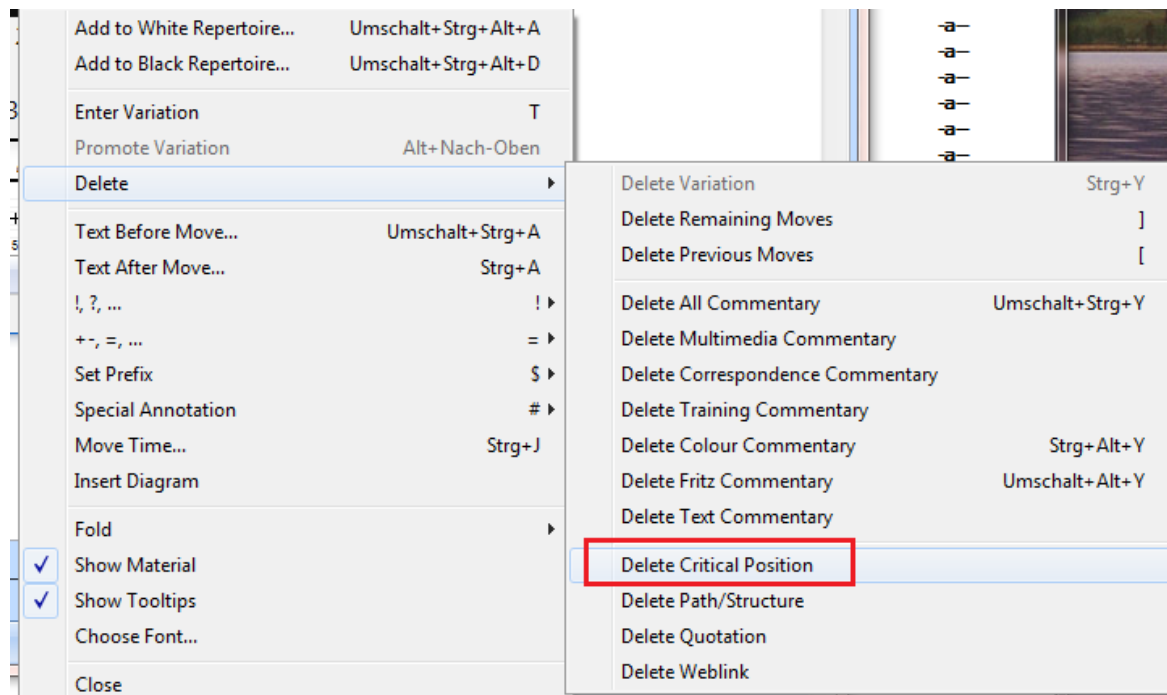 Add to White Repertoire... Umschalt+Strg+Alt+A
Add to Black Repertoire... Umschalt+Strg+Alt+D
Enter Variation T
Promote Variation Alt+Nach-Oben
Delete
Text Before Move... Umschalt+Strg+A
Text After Move... Strg+A
!, ?, ... !
+-, =, ... =
Set Prefix $
Special Annotation #
Move Time... Strg+J
Insert Diagram
Fold
Show Material
Show Tooltips
Choose Font...
Close
Delete Variation Strg+Y
Delete Remaining Moves ]
Delete Previous Moves [
Delete All Commentary Umschalt+Strg+Y
Delete Multimedia Commentary
Delete Correspondence Commentary
Delete Training Commentary
Delete Colour Commentary Strg+Alt+Y
Delete Fritz Commentary Umschalt+Alt+Y
Delete Text Commentary
Delete Critical Position
Delete Path/Structure
Delete Quotation
Delete Weblink
-a-
-a-
-a-
-a-
-a-
-a-